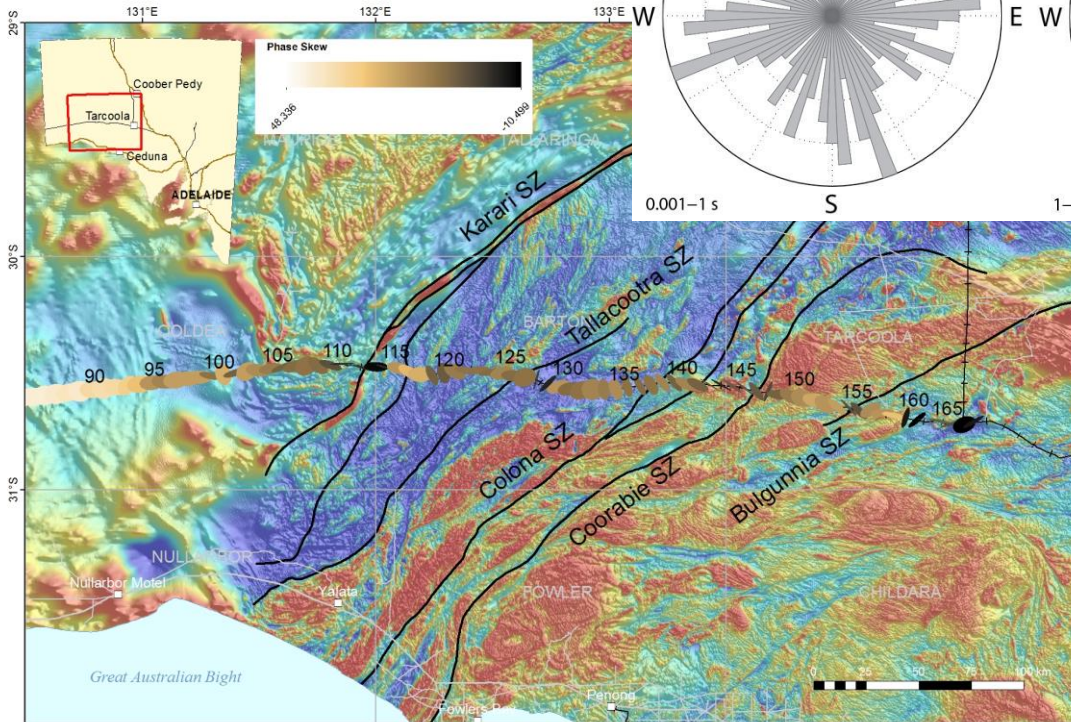 131°E
132°E
133°E
29°S
30°S
31°S
Phase Skew
48.336
-10.499
Coober Pedy
Tarcoola
Ceduna
ADELAIDE
W
E
W
0.001–1 s
S
1–
TALLARINGA
Karari SZ
Tallacootra SZ
BARTON
COLDEA
TARCOOLA
90
95
100
105
110
115
120
125
130
135
140
145
150
155
160
165
Colona SZ
Coorabie SZ
Bulgunnia SZ
NULLARBOR
Nullarbor Motel
Yalata
FOWLER
CHILDARA
Great Australian Bight
0
25
50
75
100 km
Penong
Fowlers